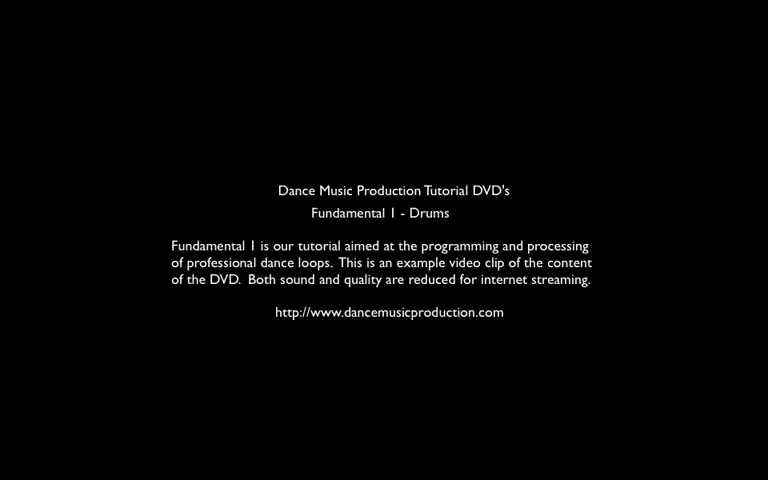 Dance Music Production Tutorial DVD's
Fundamental 1 - Drums
Fundamental 1 is our tutorial aimed at the programming and processing
of professional dance loops. This is an example video clip of the content
of the DVD. Both sound and quality are reduced for internet streaming.
http://www.dancemusicproduction.com